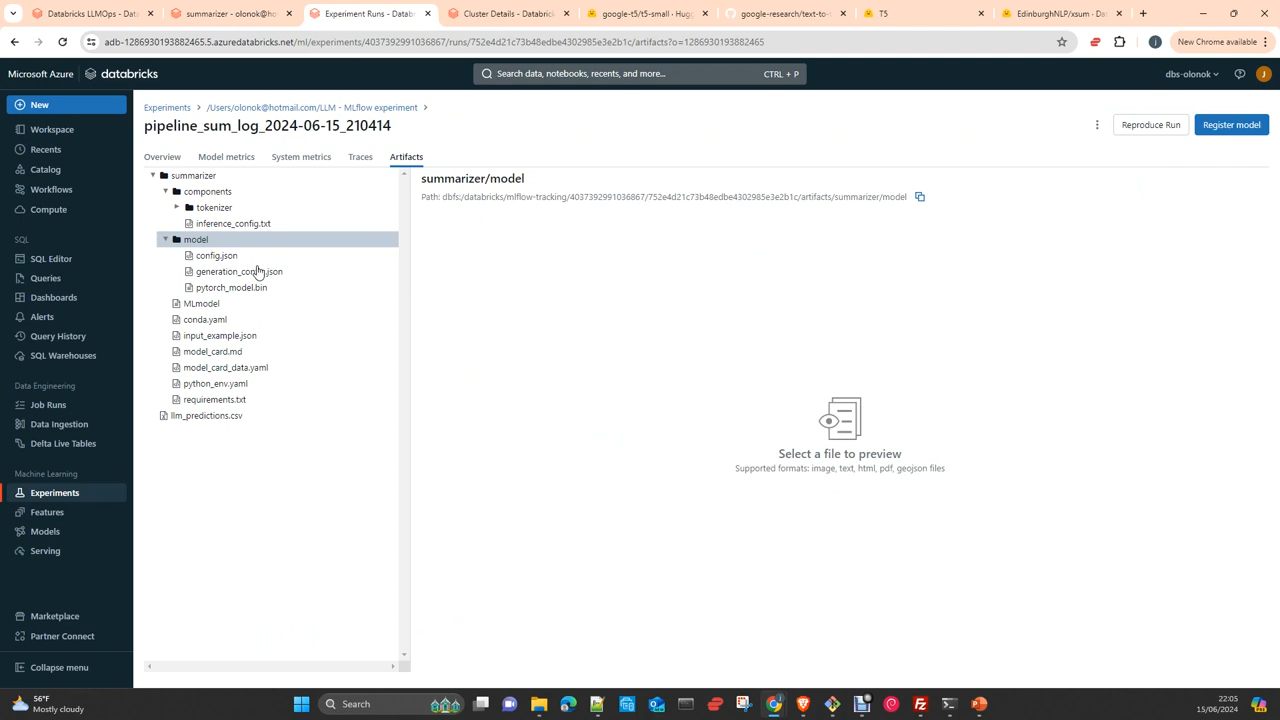 Databricks LLMOps - Datab
summarizer - olonok@hotm
Experiment Runs - Databr
Cluster Details - Databrick
google-t5/t5-small · Hugg
google-research/text-to-t
T5
EdinburghNLP/xsum · Da
adb-1286930193882465.5.azuredatabricks.net/ml/experiments/4037392991036867/runs/752e4d21c73b48edbe4302985e3e2b1c/artifacts?o=1286930193882465
New Chrome available
Microsoft Azure
databricks
Search data, notebooks, recents, and more...
CTRL + P
dbs-olonok
J
New
Workspace
Recents
Catalog
Workflows
Compute
SQL
SQL Editor
Queries
Dashboards
Alerts
Query History
SQL Warehouses
Data Engineering
Job Runs
Data Ingestion
Delta Live Tables
Machine Learning
Experiments
Features
Models
Serving
Marketplace
Partner Connect
Collapse menu
Experiments > /Users/olonok@hotmail.com/LLM - MLflow experiment >
pipeline_sum_log_2024-06-15_210414
Reproduce Run
Register model
Overview
Model metrics
System metrics
Traces
Artifacts
summarizer
components
tokenizer
inference_config.txt
model
config.json
generation_config.json
pytorch_model.bin
MLmodel
conda.yaml
input_example.json
model_card.md
model_card_data.yaml
python_env.yaml
requirements.txt
llm_predictions.csv
summarizer/model
Path: dbfs:/databricks/mlflow-tracking/4037392991036867/752e4d21c73b48edbe4302985e3e2b1c/artifacts/summarizer/model
Select a file to preview
Supported formats: image, text, html, pdf, geojson files
56°F
Mostly cloudy
Search
22:05
15/06/2024